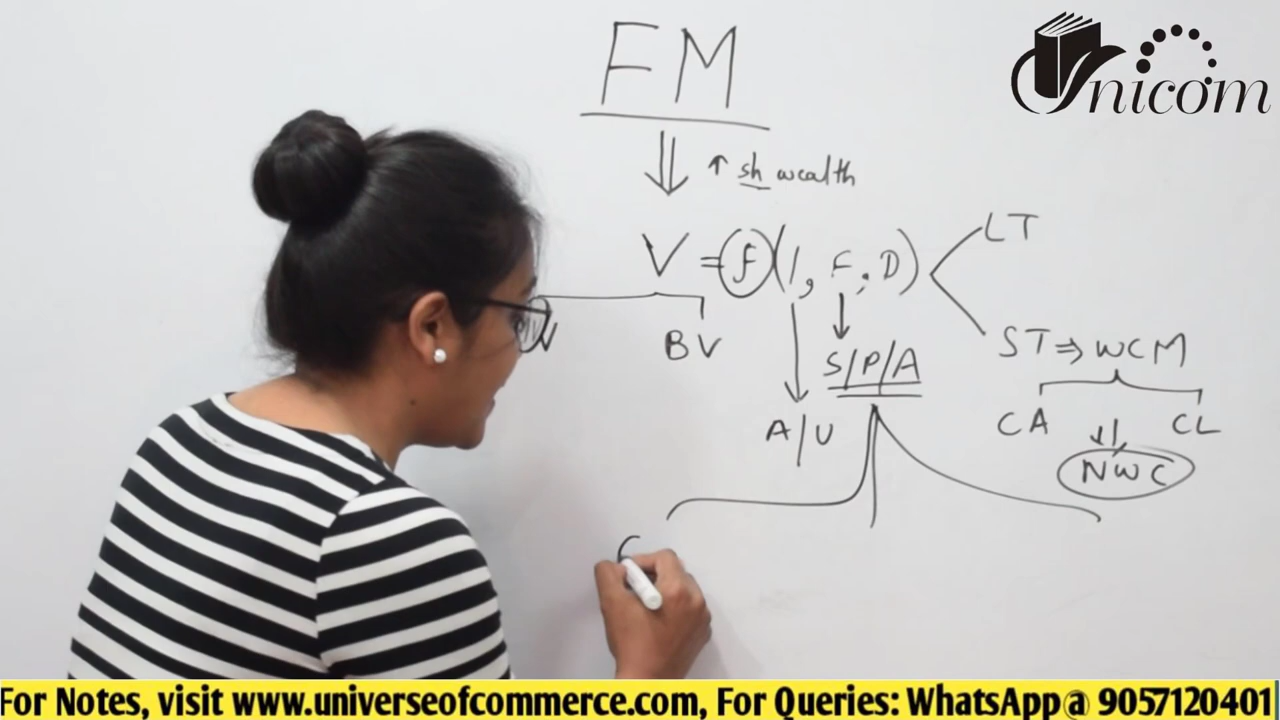 FM
Unicom
↑ sh wealth
V = f (I, F, D)
LT
MV
BV
S/P/A
ST ⇒ WCM
A/U
CA
CL
NWC
For Notes, visit www.universeofcommerce.com, For Queries: WhatsApp@ 9057120401